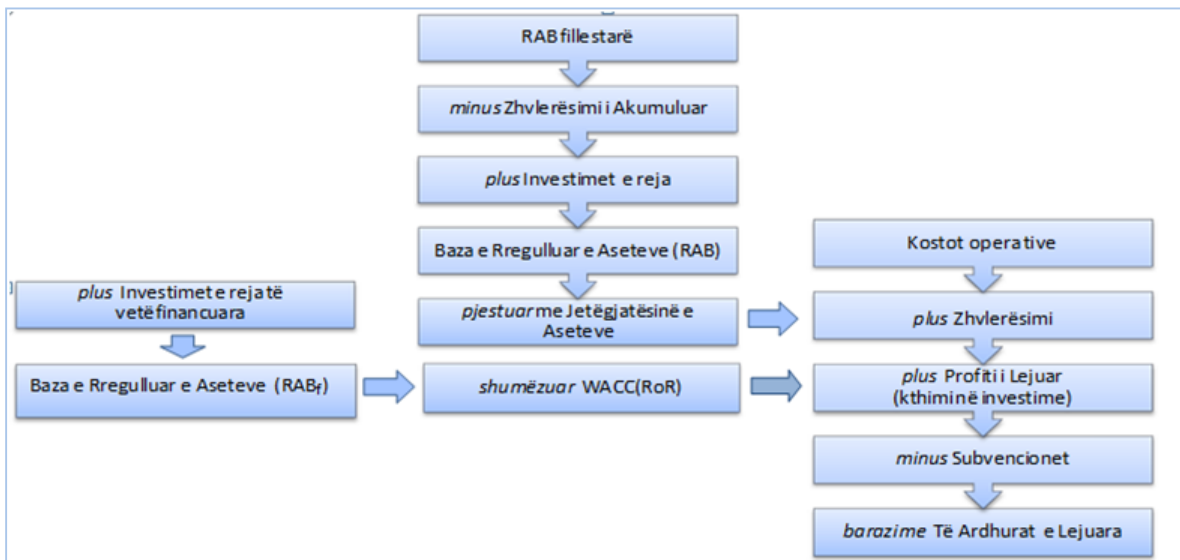 RAB fillestarë
minus Zhvlerësimi i Akumuluar
plus Investimet e reja
Baza e Rregulluar e Aseteve (RAB)
pjestuar me Jetëgjatësinë e
Aseteve
plus Investimet e reja të
vetëfinancuara
Baza e Rregulluar e Aseteve (RABf)
shumëzuar WACC(RoR)
Kostot operative
plus Zhvlerësimi
plus Profiti i Lejuar
(kthimi në investime)
minus Subvencionet
barazime Të Ardhurat e Lejuara